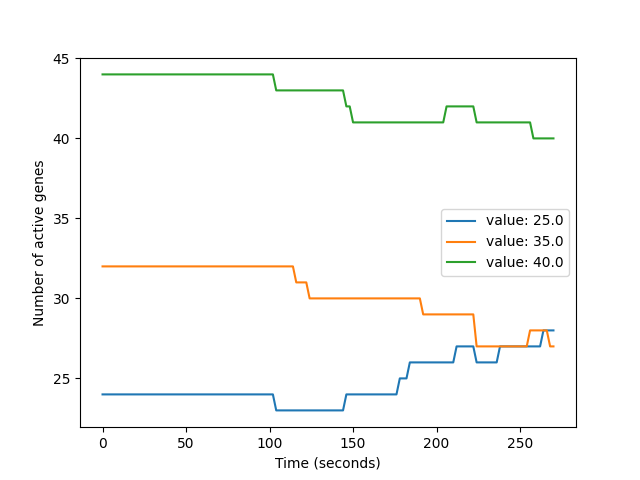 45
40
35
30
25
Number of active genes
value: 25.0
value: 35.0
value: 40.0
0 50 100 150 200 250
Time (seconds)